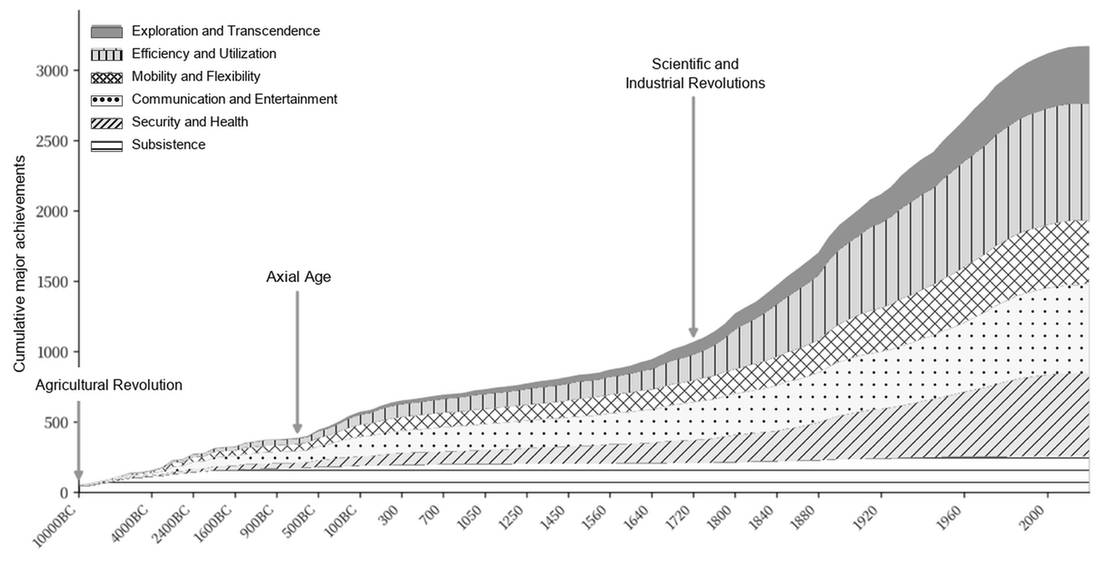 Exploration and Transcendence
Efficiency and Utilization
Mobility and Flexibility
Communication and Entertainment
Security and Health
Subsistence
Scientific and
Industrial Revolutions
Axial Age
Agricultural Revolution
Cumulative major achievements
3000
2500
2000
1500
1000
500
0
10000BC
4000BC
2400BC
1600BC
900BC
500BC
100BC
300
700
1050
1250
1450
1560
1640
1720
1800
1840
1880
1920
1960
2000